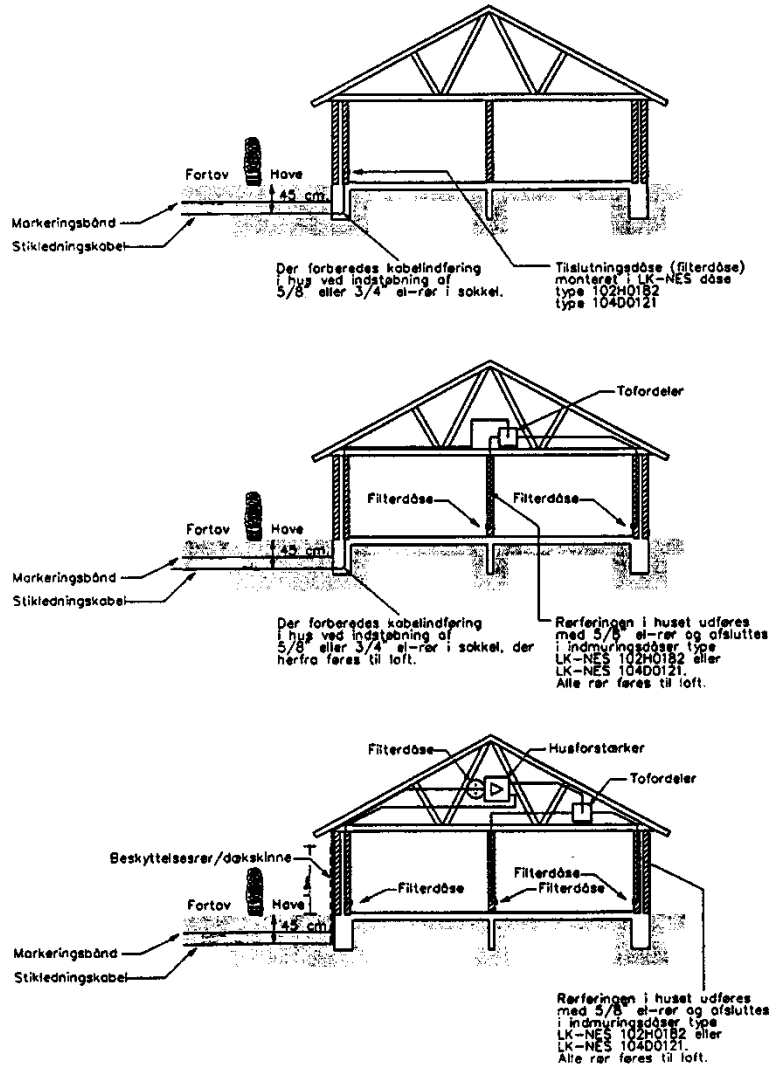 Fortov
Have
45 cm.
Markeringsbånd
Stikledningskabel
Der forberedes kabelindføring
i hus ved indstøbning af
5/8" eller 3/4" el-rør i sokkel.
Tilslutningsdåse (filterdåse)
monteret i LK-NES dåse
type 102H0182
type 104D0121
Tofordeler
Filterdåse
Filterdåse
Fortov
Have
45 cm.
Markeringsbånd
Stikledningskabel
Der forberedes kabelindføring
i hus ved indstøbning af
5/8" eller 3/4" el-rør i sokkel, der
herfra føres til loft.
Rørføringen i huset udføres
med 5/8" el-rør og afsluttes
i indmuringsdåser type
LK-NES 102H0182 eller
LK-NES 104D0121.
Alle rør føres til loft.
Filterdåse
Husforstærker
Tofordeler
Beskyttelsesrør/dækskinne
Filterdåse
Filterdåse
Filterdåse
Fortov
Have
45 cm.
Markeringsbånd
Stikledningskabel
Rørføringen i huset udføres
med 5/8" el-rør og afsluttes
i indmuringsdåser type
LK-NES 102H0182 eller
LK-NES 104D0121.
Alle rør føres til loft.